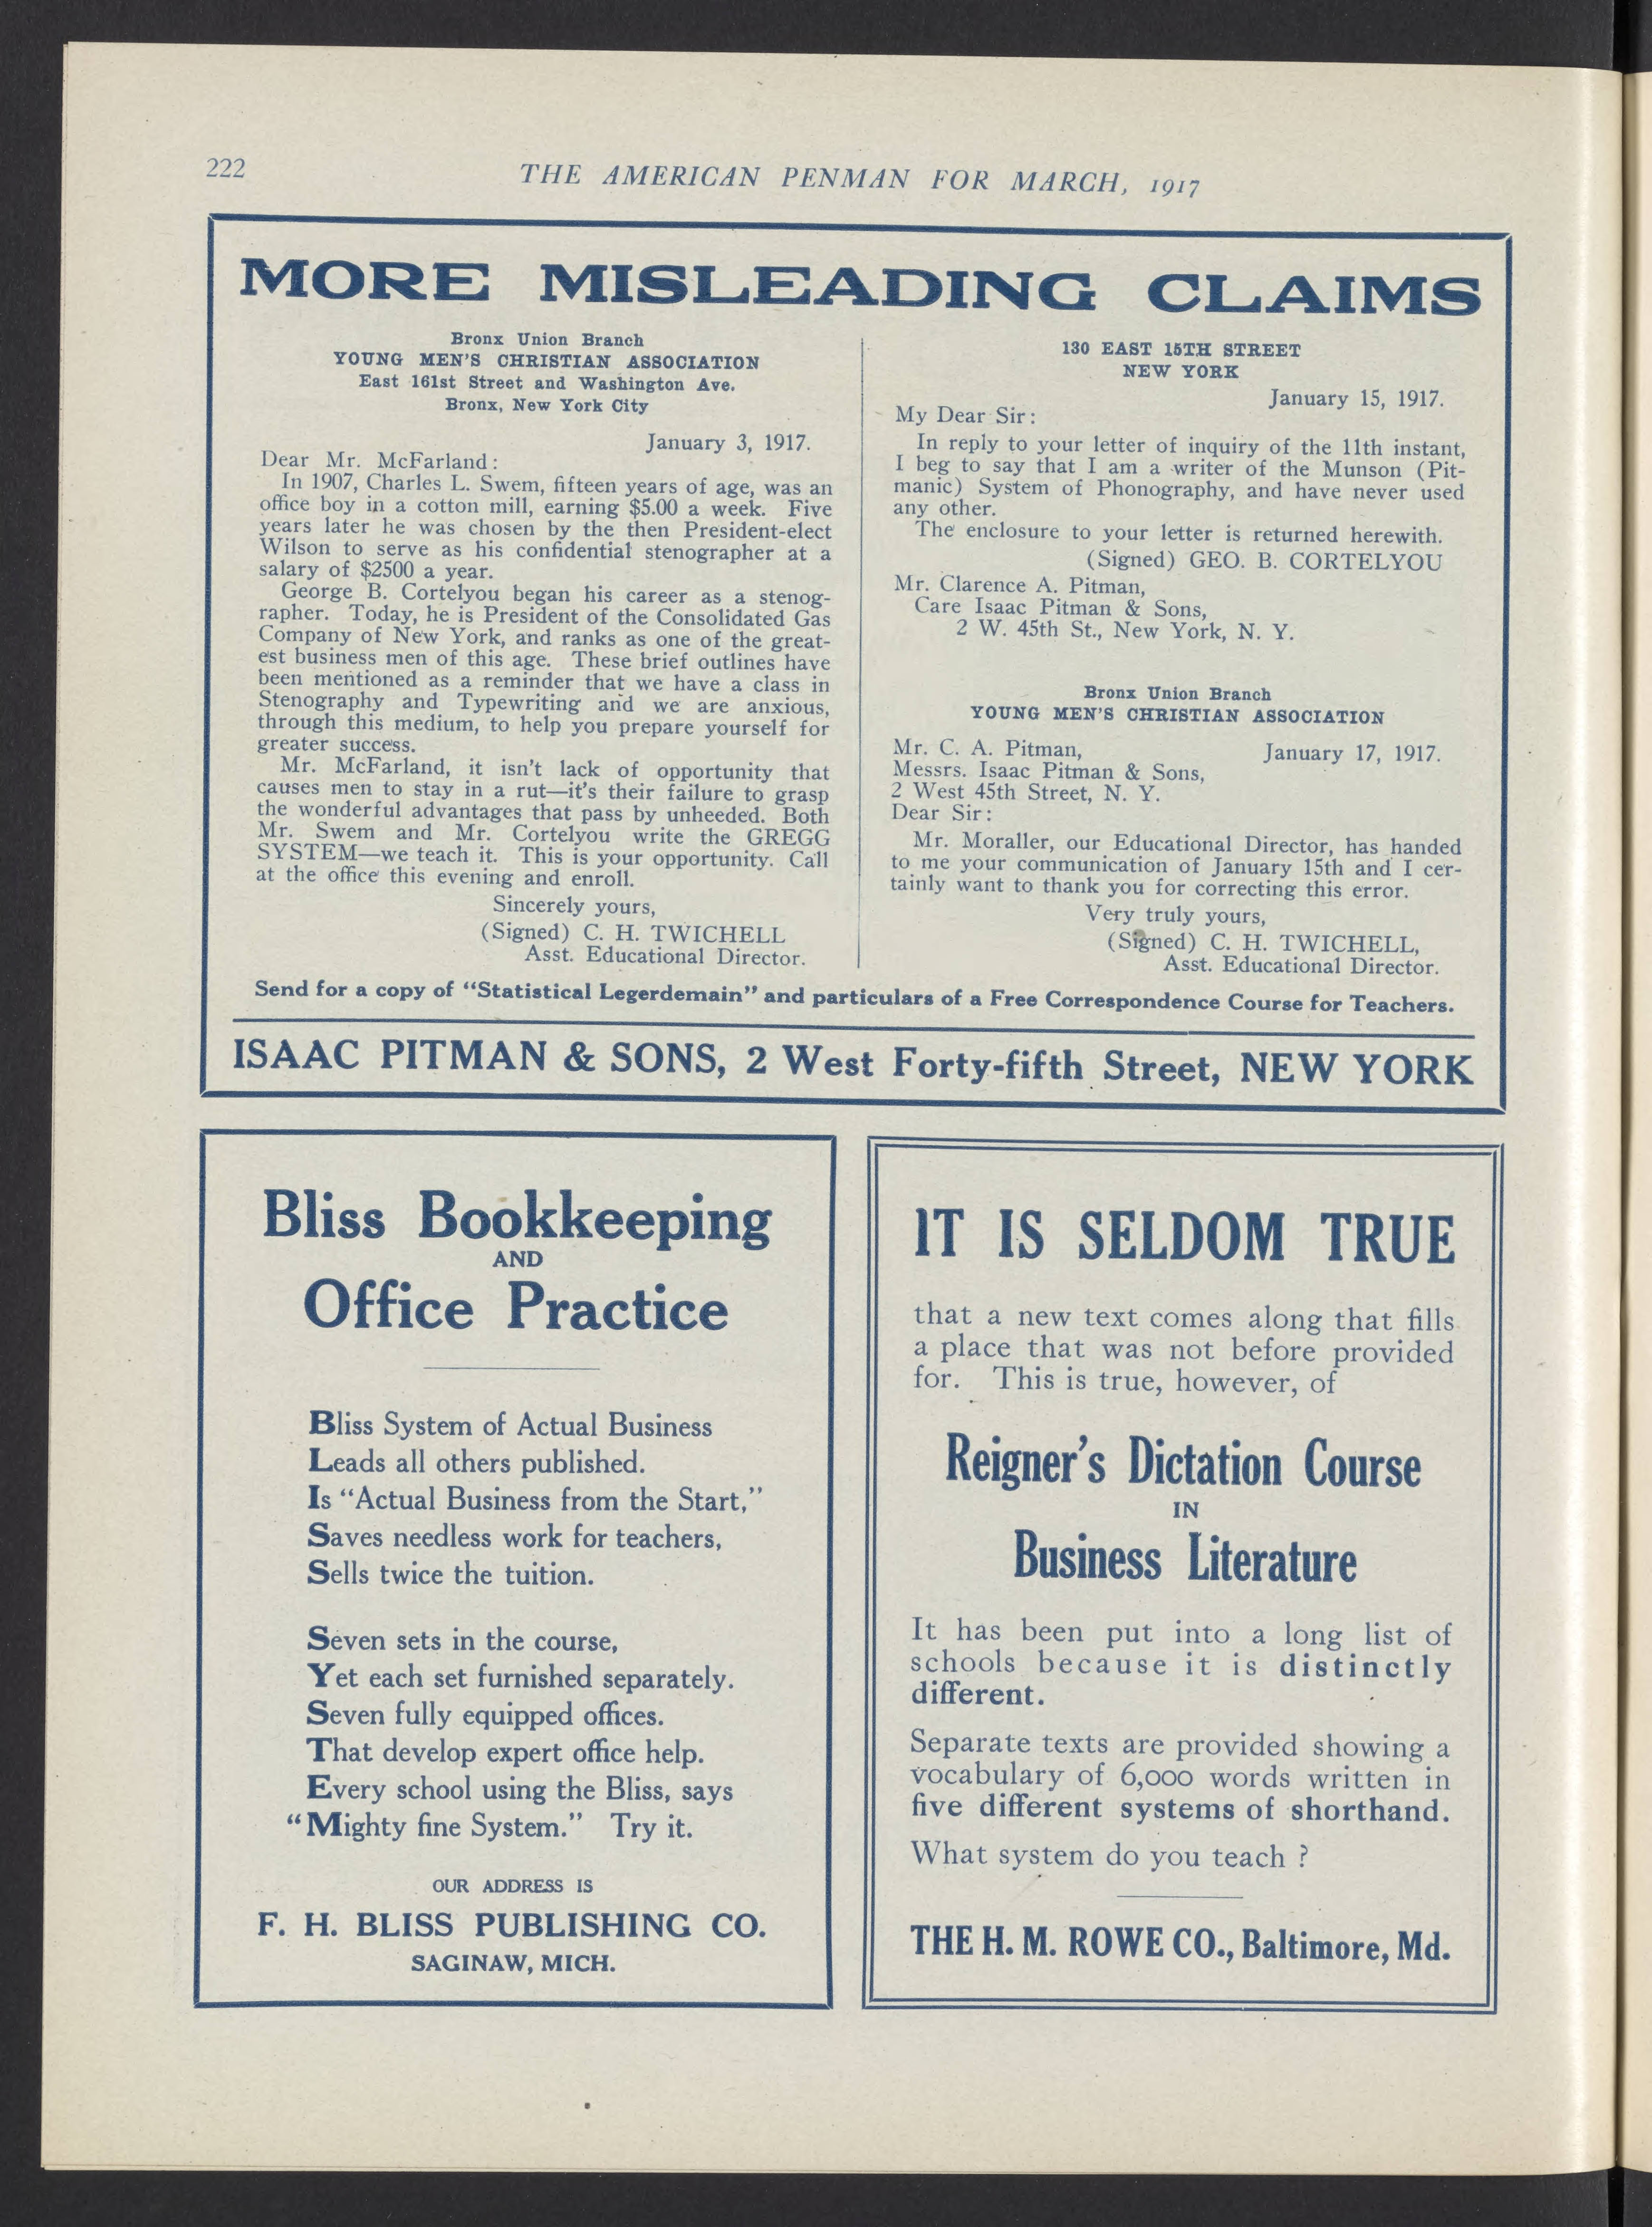 222
THE AMERICAN PENMAN FOR MARCH, 1917
MORE MISLEADING CLAIMS
Bronx Union Branch
YOUNG MEN'S CHRISTIAN ASSOCIATION
East 161st Street and Washington Ave.
Bronx, New York City
January 3, 1917.
Dear Mr. McFarland:
In 1907, Charles L. Swem, fifteen years of age, was an
office boy in a cotton mill, earning $5.00 a week. Five
years later he was chosen by the then President-elect
Wilson to serve as his confidential stenographer at a
salary of $2500 a year.
George B. Cortelyou began his career as a stenog-
rapher. Today, he is President of the Consolidated Gas
Company of New York, and ranks as one of the great-
est business men of this age. These brief outlines have
been mentioned as a reminder that we have a class in
Stenography and Typewriting and we are anxious,
through this medium, to help you prepare yourself for
greater success.
Mr. McFarland, it isn't lack of opportunity that
causes men to stay in a rut—it's their failure to grasp
the wonderful advantages that pass by unheeded. Both
Mr. Swem and Mr. Cortelyou write the GREGG
SYSTEM—we teach it. This is your opportunity. Call
at the office this evening and enroll.
Sincerely yours,
(Signed) C. H. TWICHELL
Asst. Educational Director.
130 EAST 15TH STREET
NEW YORK
January 15, 1917.
My Dear Sir:
In reply to your letter of inquiry of the 11th instant,
I beg to say that I am a writer of the Munson (Pit-
manic) System of Phonography, and have never used
any other.
The enclosure to your letter is returned herewith.
(Signed) GEO. B. CORTELYOU
Mr. Clarence A. Pitman,
Care Isaac Pitman & Sons,
2 W. 45th St., New York, N. Y.
Bronx Union Branch
YOUNG MEN'S CHRISTIAN ASSOCIATION
Mr. C. A. Pitman, January 17, 1917.
Messrs. Isaac Pitman & Sons,
2 West 45th Street, N. Y.
Dear Sir:
Mr. Moraller, our Educational Director, has handed
to me your communication of January 15th and I cer-
tainly want to thank you for correcting this error.
Very truly yours,
(Signed) C. H. TWICHELL,
Asst. Educational Director.
Send for a copy of "Statistical Legerdemain" and particulars of a Free Correspondence Course for Teachers.
ISAAC PITMAN & SONS, 2 West Forty-fifth Street, NEW YORK
Bliss Bookkeeping
AND
Office Practice
Bliss System of Actual Business
Leads all others published.
Is "Actual Business from the Start,"
Saves needless work for teachers,
Sells twice the tuition.
Seven sets in the course,
Yet each set furnished separately.
Seven fully equipped offices.
That develop expert office help.
Every school using the Bliss, says
"Mighty fine System." Try it.
OUR ADDRESS IS
F. H. BLISS PUBLISHING CO.
SAGINAW, MICH.
IT IS SELDOM TRUE
that a new text comes along that fills
a place that was not before provided
for. This is true, however, of
Reigner's Dictation Course
IN
Business Literature
It has been put into a long list of
schools because it is distinctly
different.
Separate texts are provided showing a
vocabulary of 6,000 words written in
five different systems of shorthand.
What system do you teach ?
THE H. M. ROWE CO., Baltimore, Md.